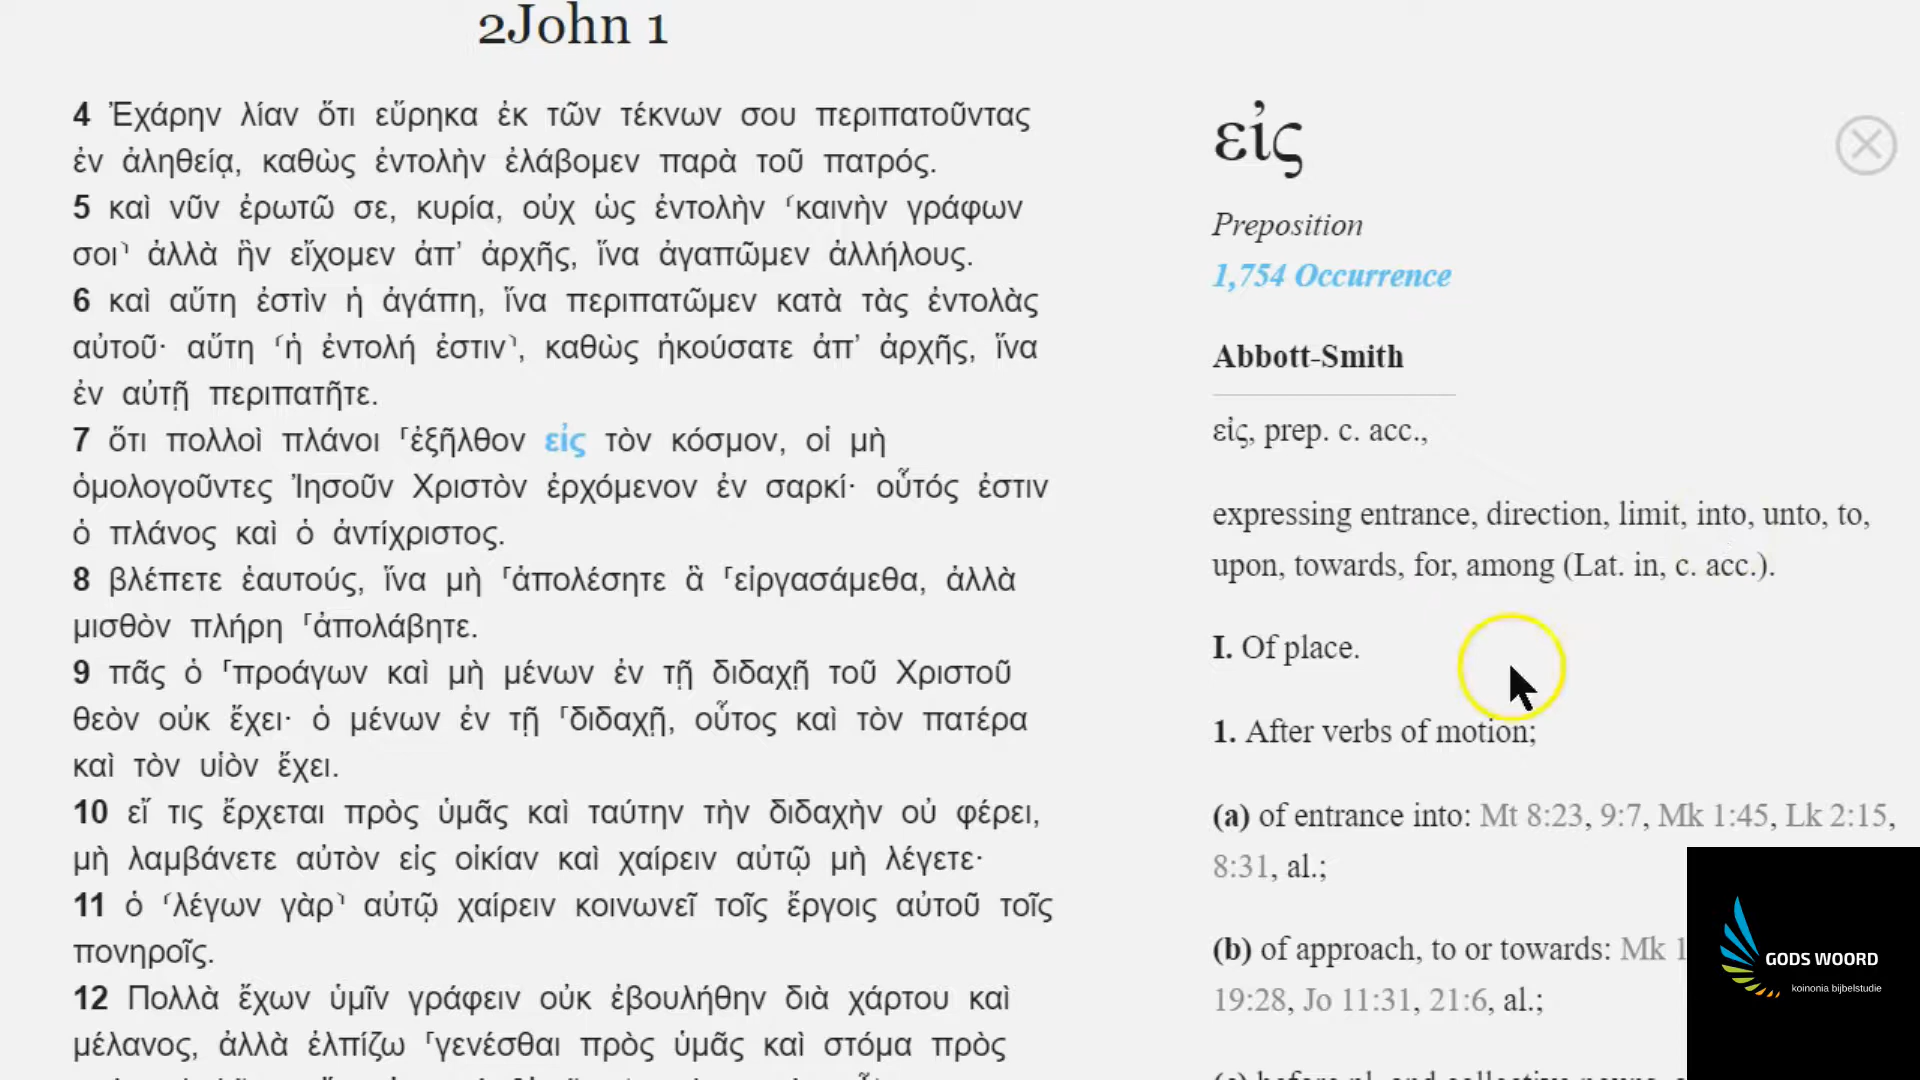 2John 1
4 Ἐχάρην λίαν ὅτι εὕρηκα ἐκ τῶν τέκνων σου περιπατοῦντας
ἐν ἀληθείᾳ, καθὼς ἐντολὴν ἐλάβομεν παρὰ τοῦ πατρός.
5 καὶ νῦν ἐρωτῶ σε, κυρία, οὐχ ὡς ἐντολὴν ⸂καινὴν γράφων
σοι⸃ ἀλλὰ ἣν εἴχομεν ἀπ’ ἀρχῆς, ἵνα ἀγαπῶμεν ἀλλήλους.
6 καὶ αὕτη ἐστὶν ἡ ἀγάπη, ἵνα περιπατῶμεν κατὰ τὰς ἐντολὰς
αὐτοῦ· αὕτη ⸂ἡ ἐντολή ἐστιν⸃, καθὼς ἠκούσατε ἀπ’ ἀρχῆς, ἵνα
ἐν αὐτῇ περιπατῆτε.
7 ὅτι πολλοὶ πλάνοι ⸀ἐξῆλθον εἰς τὸν κόσμον, οἱ μὴ
ὁμολογοῦντες Ἰησοῦν Χριστὸν ἐρχόμενον ἐν σαρκί· οὗτός ἐστιν
ὁ πλάνος καὶ ὁ ἀντίχριστος.
8 βλέπετε ἑαυτούς, ἵνα μὴ ⸀ἀπολέσητε ἃ ⸀εἰργασάμεθα, ἀλλὰ
μισθὸν πλήρη ⸀ἀπολάβητε.
9 πᾶς ὁ ⸀προάγων καὶ μὴ μένων ἐν τῇ διδαχῇ τοῦ Χριστοῦ
θεὸν οὐκ ἔχει· ὁ μένων ἐν τῇ ⸀διδαχῇ, οὗτος καὶ τὸν πατέρα
καὶ τὸν υἱὸν ἔχει.
10 εἴ τις ἔρχεται πρὸς ὑμᾶς καὶ ταύτην τὴν διδαχὴν οὐ φέρει,
μὴ λαμβάνετε αὐτὸν εἰς οἰκίαν καὶ χαίρειν αὐτῷ μὴ λέγετε·
11 ὁ ⸂λέγων γὰρ⸃ αὐτῷ χαίρειν κοινωνεῖ τοῖς ἔργοις αὐτοῦ τοῖς
πονηροῖς.
12 Πολλὰ ἔχων ὑμῖν γράφειν οὐκ ἐβουλήθην διὰ χάρτου καὶ
μέλανος, ἀλλὰ ἐλπίζω ⸀γενέσθαι πρὸς ὑμᾶς καὶ στόμα πρὸς
εἰς
Preposition
1,754 Occurrence
Abbott-Smith
εἰς, prep. c. acc.,
expressing entrance, direction, limit, into, unto, to,
upon, towards, for, among (Lat. in, c. acc.).
I. Of place.
1. After verbs of motion;
(a) of entrance into: Mt 8:23, 9:7, Mk 1:45, Lk 2:15,
8:31, al.;
(b) of approach, to or towards: Mk 1
19:28, Jo 11:31, 21:6, al.;
GODS WOORD
koinonia bijbelstudie